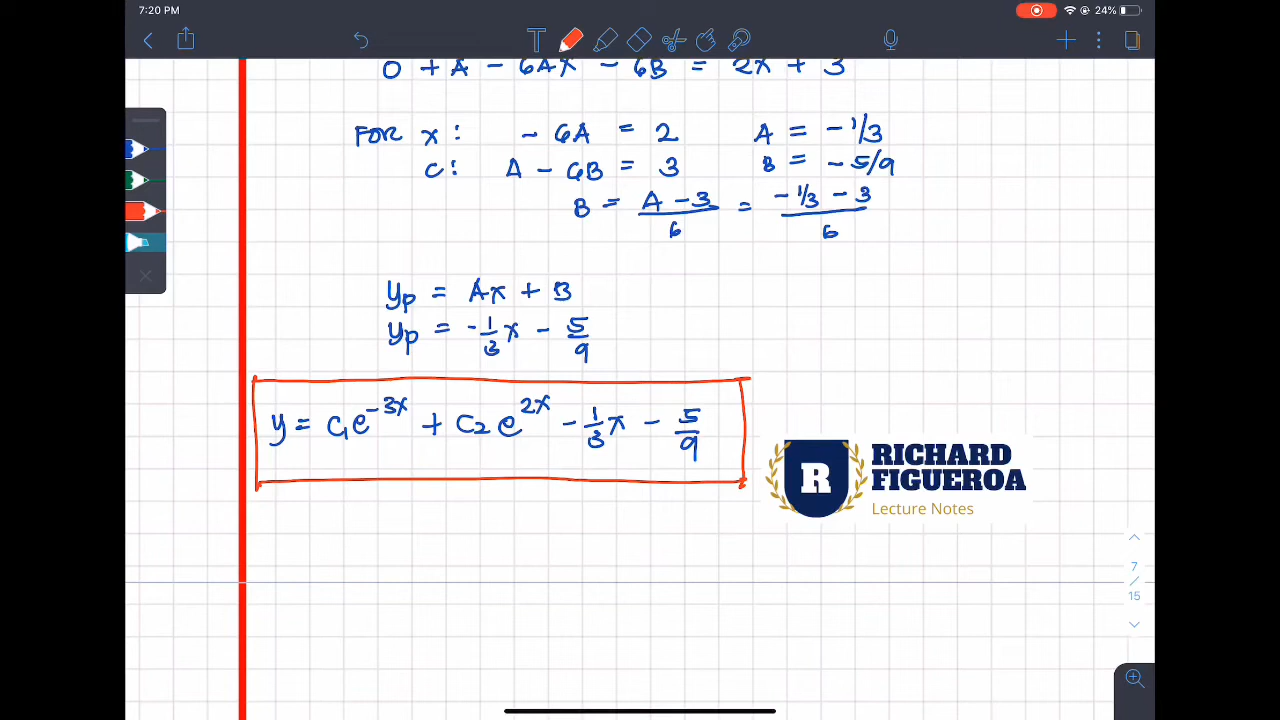 7:20 PM 24%
T
0 + A - 6Ax - 6B = 2x + 3
FOR x: - 6A = 2 A = - 1/3
C: A - 6B = 3 B = - 5/9
B = A - 3 / 6 = - 1/3 - 3 / 6
yp = Ax + B
yp = - 1/3 x - 5/9
y = C₁e^-3x + C₂e^2x - 1/3 x - 5/9
R
RICHARD
FIGUEROA
Lecture Notes
7
/
15